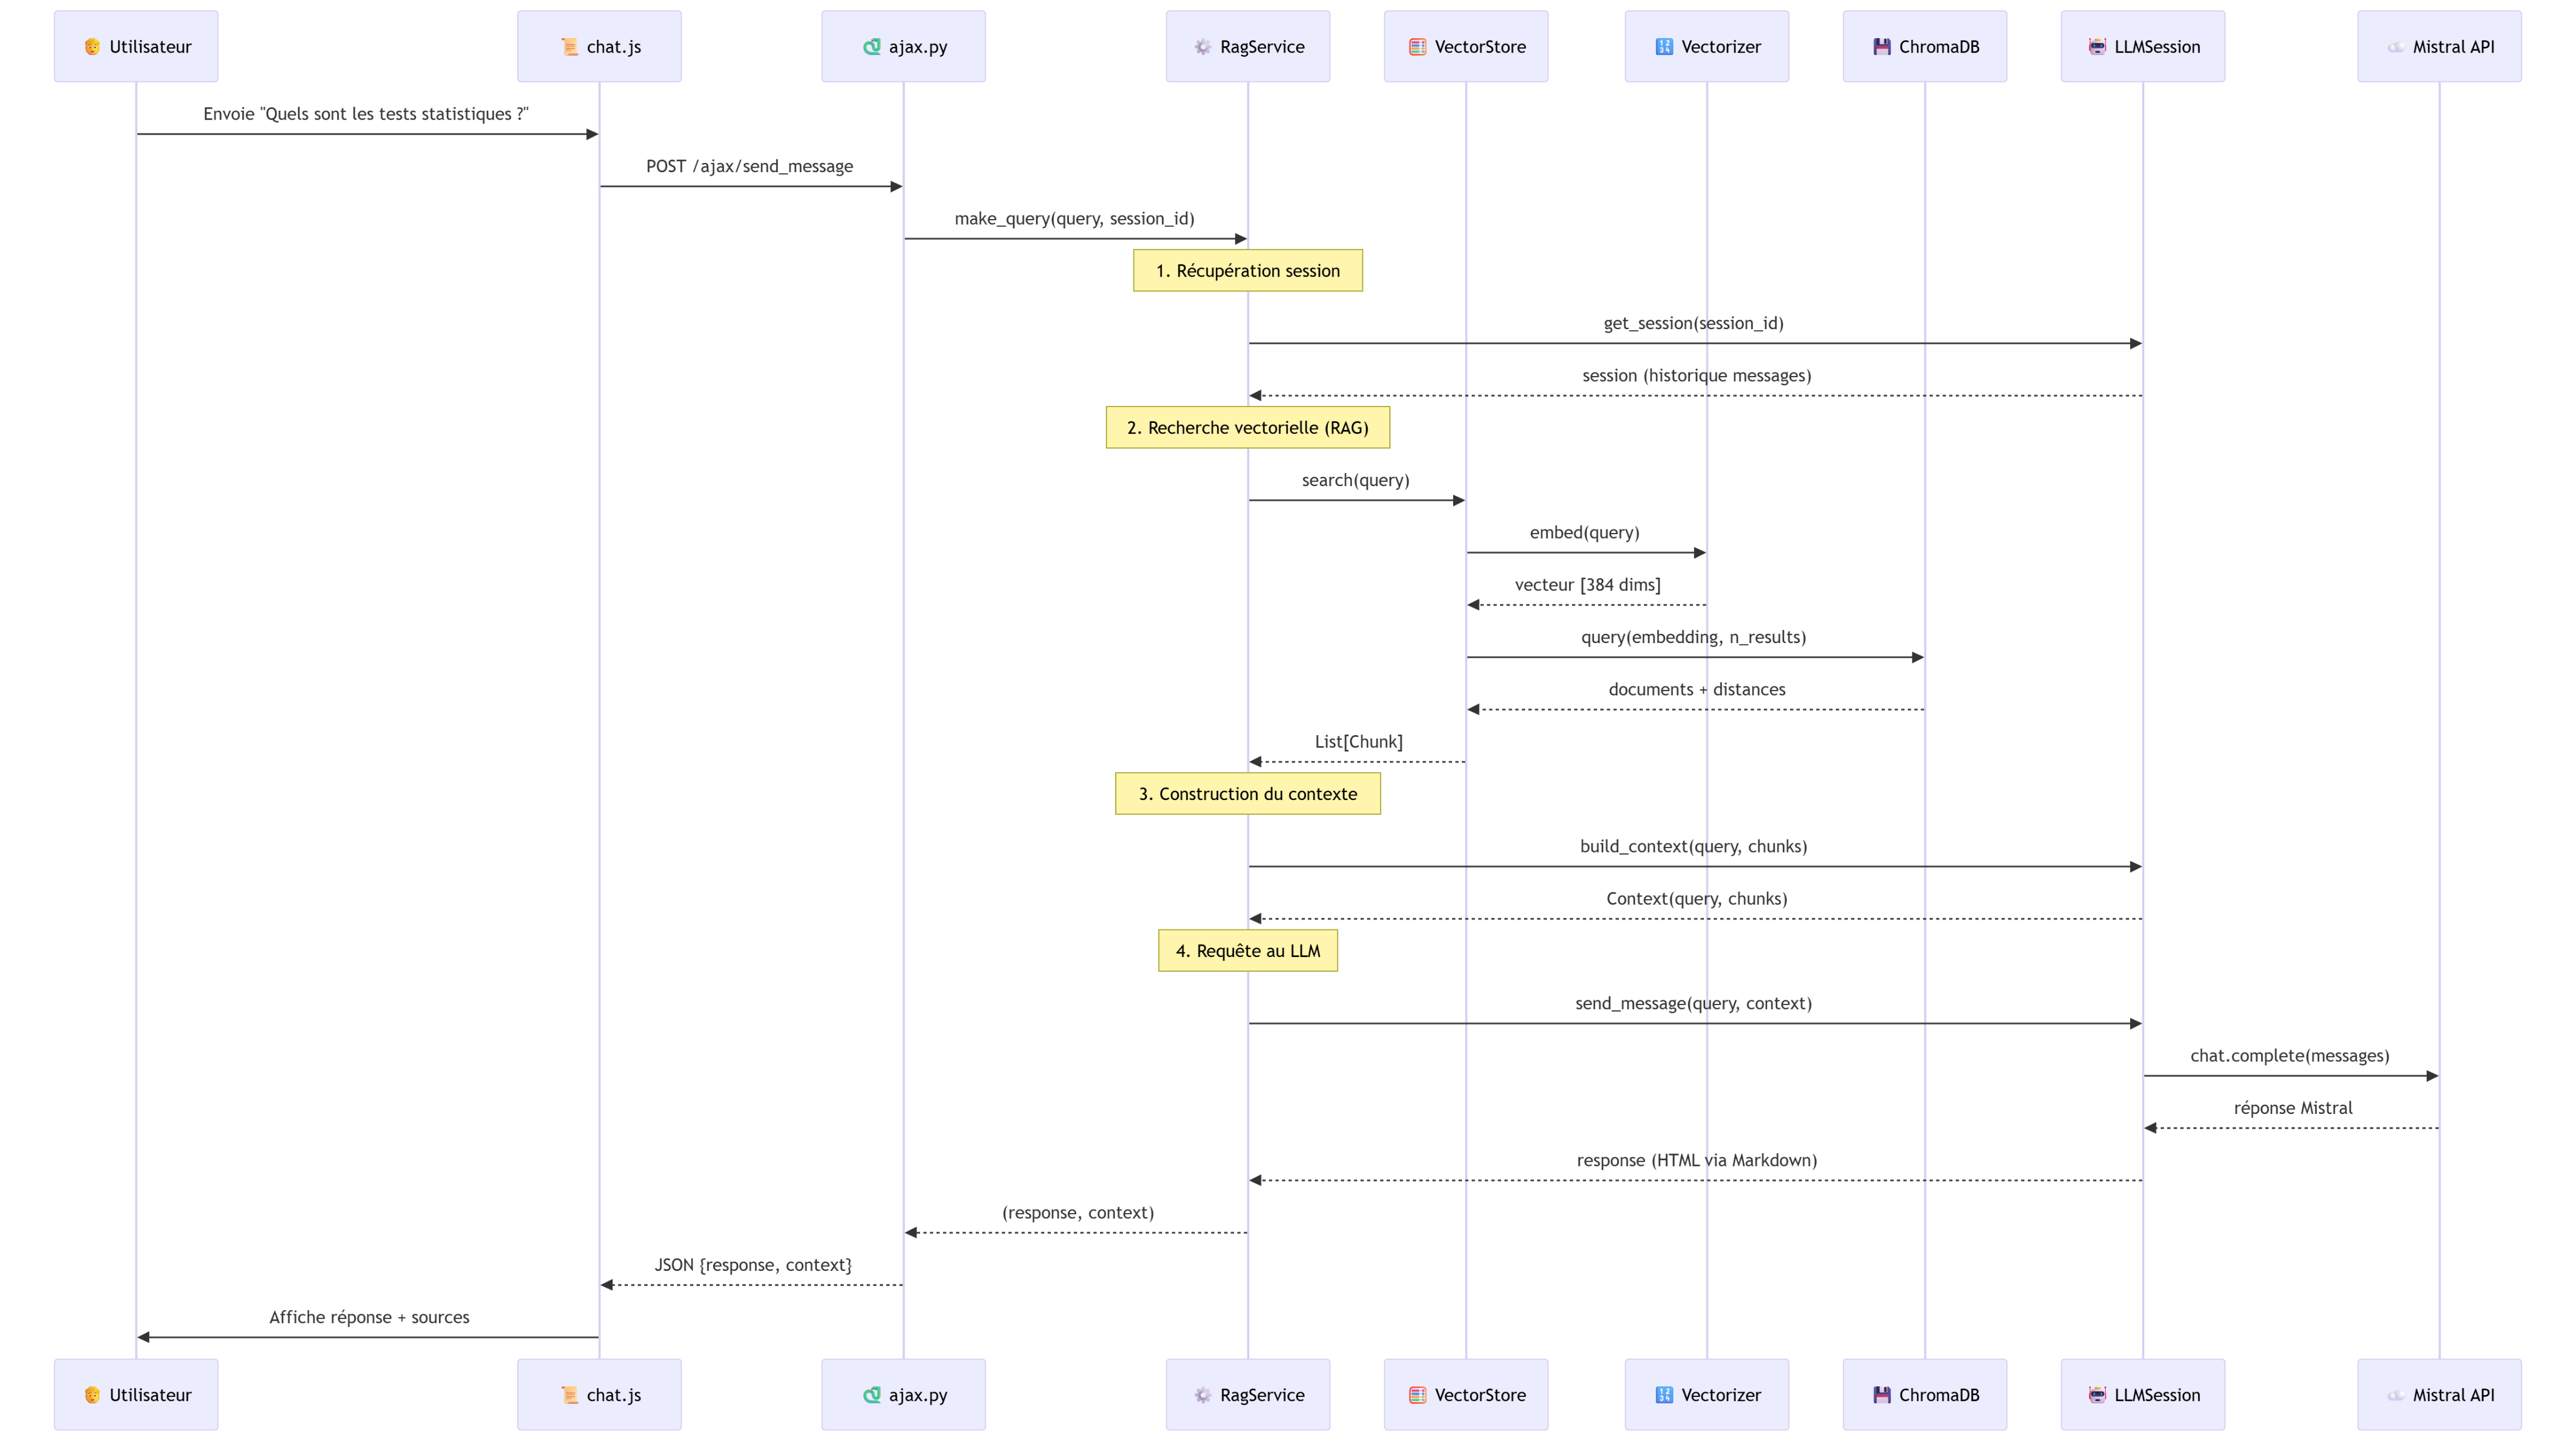 Utilisateur
chat.js
ajax.py
RagService
VectorStore
Vectorizer
ChromaDB
LLMSession
Mistral API
Envoie "Quels sont les tests statistiques ?"
POST /ajax/send_message
make_query(query, session_id)
1. Récupération session
get_session(session_id)
session (historique messages)
2. Recherche vectorielle (RAG)
search(query)
embed(query)
vecteur [384 dims]
query(embedding, n_results)
documents + distances
List[Chunk]
3. Construction du contexte
build_context(query, chunks)
Context(query, chunks)
4. Requête au LLM
send_message(query, context)
chat.complete(messages)
réponse Mistral
response (HTML via Markdown)
(response, context)
JSON {response, context}
Affiche réponse + sources
Utilisateur
chat.js
ajax.py
RagService
VectorStore
Vectorizer
ChromaDB
LLMSession
Mistral API